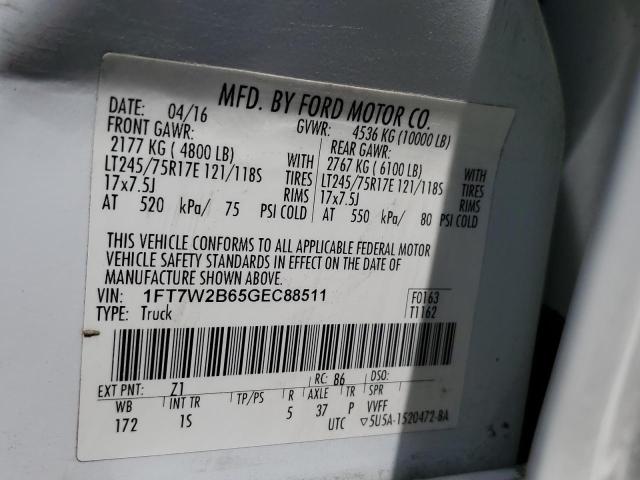 MFD. BY FORD MOTOR CO.
DATE: 04/16 GVWR: 4536 KG (10000 LB)
FRONT GAWR: REAR GAWR:
2177 KG ( 4800 LB) WITH 2767 KG ( 6100 LB) WITH
LT245/75R17E 121/118S TIRES LT245/75R17E 121/118S TIRES
17x7.5J RIMS 17x7.5J RIMS
AT 520 kPa/ 75 PSI COLD AT 550 kPa/ 80 PSI COLD
THIS VEHICLE CONFORMS TO ALL APPLICABLE FEDERAL MOTOR
VEHICLE SAFETY STANDARDS IN EFFECT ON THE DATE OF
MANUFACTURE SHOWN ABOVE.
VIN: 1FT7W2B65GEC88511 F0163
TYPE: Truck T1162
EXT PNT: Z1 RC: 86 DSO:
WB INT TR TP/PS R AXLE TR SPR
172 1S 5 37 P VVFF
UTC ▽5U5A-1520472-BA